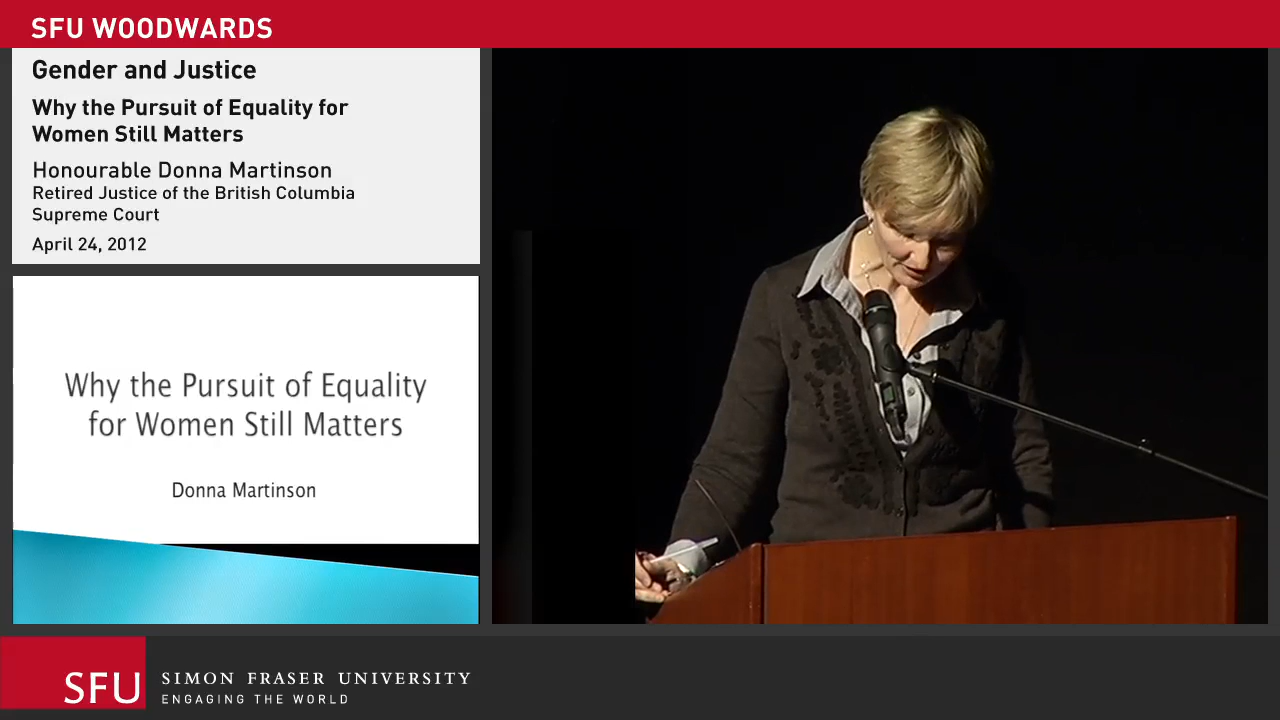 SFU WOODWARDS
Gender and Justice
Why the Pursuit of Equality for
Women Still Matters
Honourable Donna Martinson
Retired Justice of the British Columbia
Supreme Court
April 24, 2012
Why the Pursuit of Equality
for Women Still Matters
Donna Martinson
SFU
SIMON FRASER UNIVERSITY
ENGAGING THE WORLD